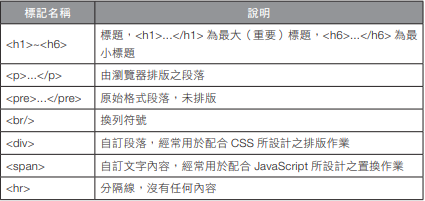 標記名稱 說明
<h1>~<h6> 標題，<h1>...</h1> 為最大（重要）標題，<h6>...</h6> 為最
小標題
<p>...</p> 由瀏覽器排版之段落
<pre>...</pre> 原始格式段落，未排版
<br/> 換列符號
<div> 自訂段落，經常用於配合 CSS 所設計之排版作業
<span> 自訂文字內容，經常用於配合 JavaScript 所設計之置換作業
<hr> 分隔線，沒有任何內容